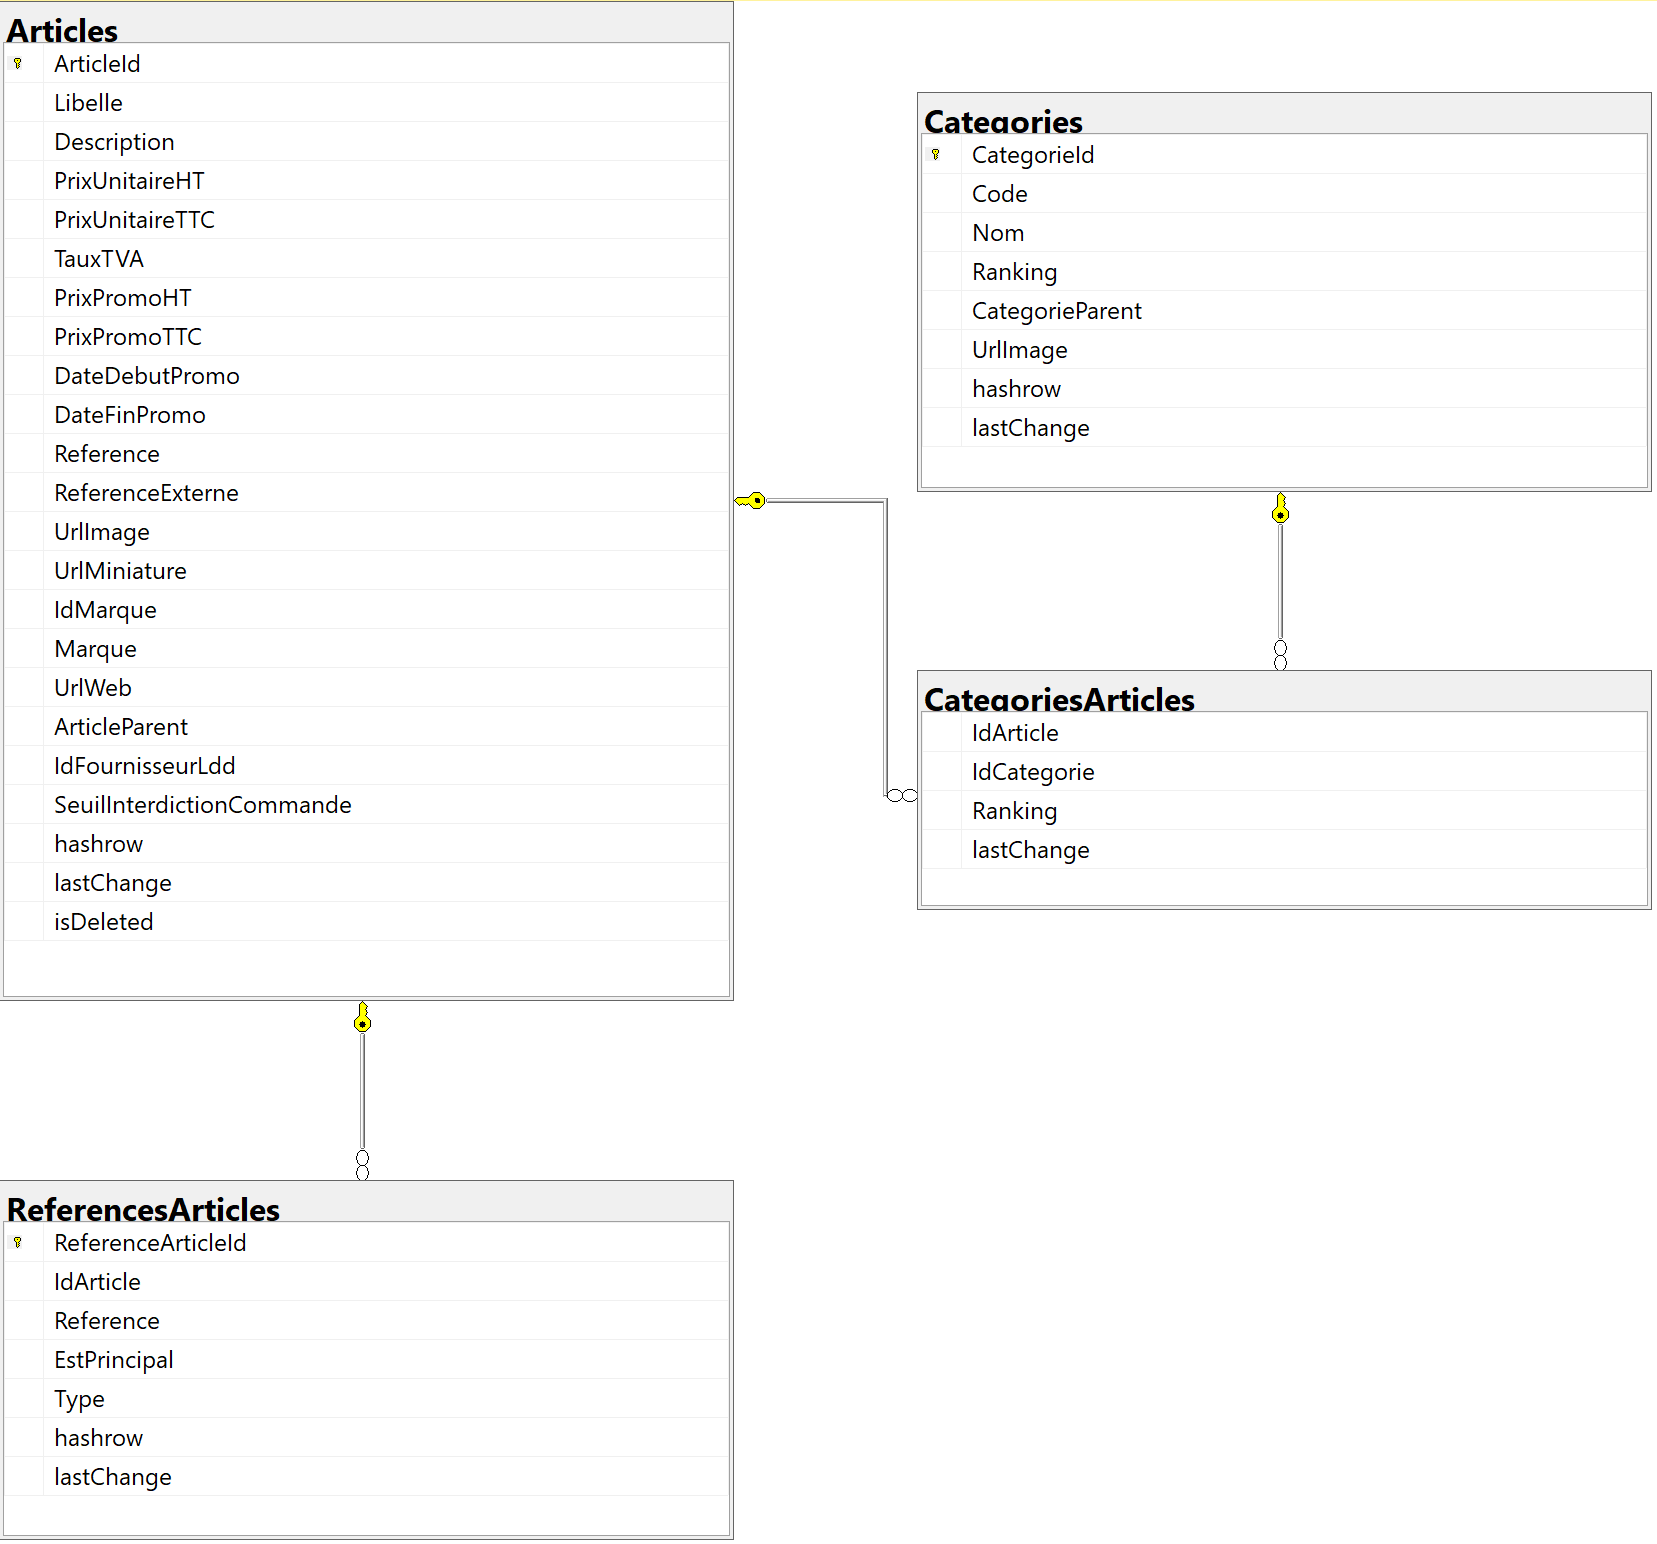 Articles
ArticleId
Libelle
Description
PrixUnitaireHT
PrixUnitaireTTC
TauxTVA
PrixPromoHT
PrixPromoTTC
DateDebutPromo
DateFinPromo
Reference
ReferenceExterne
UrlImage
UrlMiniature
IdMarque
Marque
UrlWeb
ArticleParent
IdFournisseurLdd
SeuilInterdictionCommande
hashrow
lastChange
isDeleted
Categories
CategorieId
Code
Nom
Ranking
CategorieParent
UrlImage
hashrow
lastChange
CategoriesArticles
IdArticle
IdCategorie
Ranking
lastChange
ReferencesArticles
ReferenceArticleId
IdArticle
Reference
EstPrincipal
Type
hashrow
lastChange